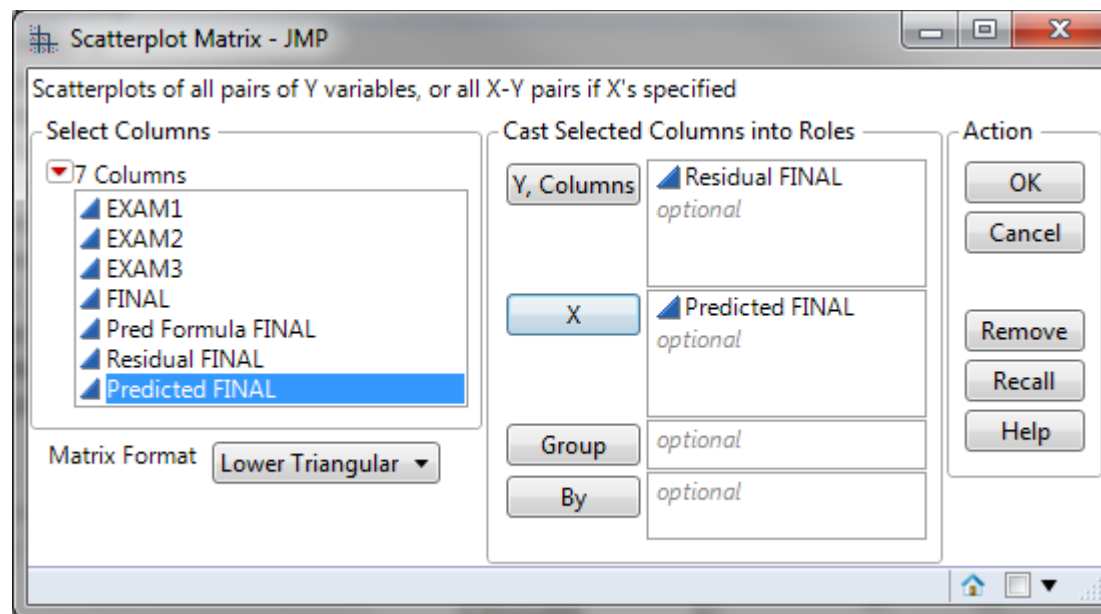 Scatterplot Matrix - JMP
Scatterplots of all pairs of Y variables, or all X-Y pairs if X's specified
Select Columns
7 Columns
EXAM1
EXAM2
EXAM3
FINAL
Pred Formula FINAL
Residual FINAL
Predicted FINAL
Matrix Format Lower Triangular
Cast Selected Columns into Roles
Y, Columns Residual FINAL
optional
X Predicted FINAL
optional
Group optional
By optional
Action
OK
Cancel
Remove
Recall
Help